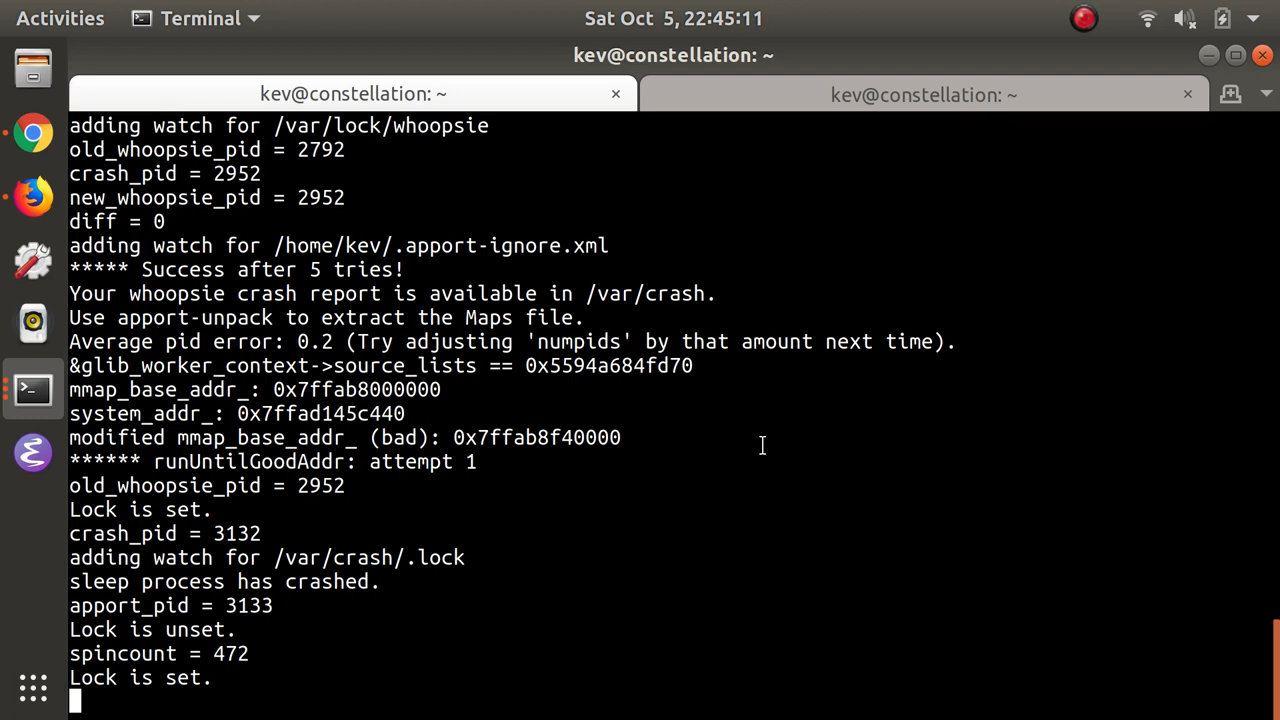 Activities Terminal Sat Oct 5, 22:45:11
kev@constellation: ~
kev@constellation: ~ × kev@constellation: ~ ×
adding watch for /var/lock/whoopsie
old_whoopsie_pid = 2792
crash_pid = 2952
new_whoopsie_pid = 2952
diff = 0
adding watch for /home/kev/.apport-ignore.xml
***** Success after 5 tries!
Your whoopsie crash report is available in /var/crash.
Use apport-unpack to extract the Maps file.
Average pid error: 0.2 (Try adjusting 'numpids' by that amount next time).
&glib_worker_context->source_lists == 0x5594a684fd70
mmap_base_addr_: 0x7ffab8000000
system_addr_: 0x7ffad145c440
modified mmap_base_addr_ (bad): 0x7ffab8f40000
****** runUntilGoodAddr: attempt 1
old_whoopsie_pid = 2952
Lock is set.
crash_pid = 3132
adding watch for /var/crash/.lock
sleep process has crashed.
apport_pid = 3133
Lock is unset.
spincount = 472
Lock is set.